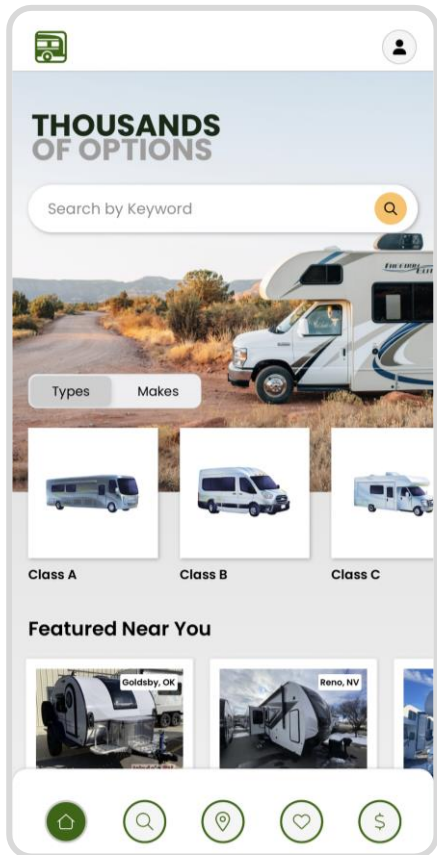 THOUSANDS
OF OPTIONS
Search by Keyword
Types Makes
Class A Class B Class C
Featured Near You
Goldsby, OK Reno, NV
$